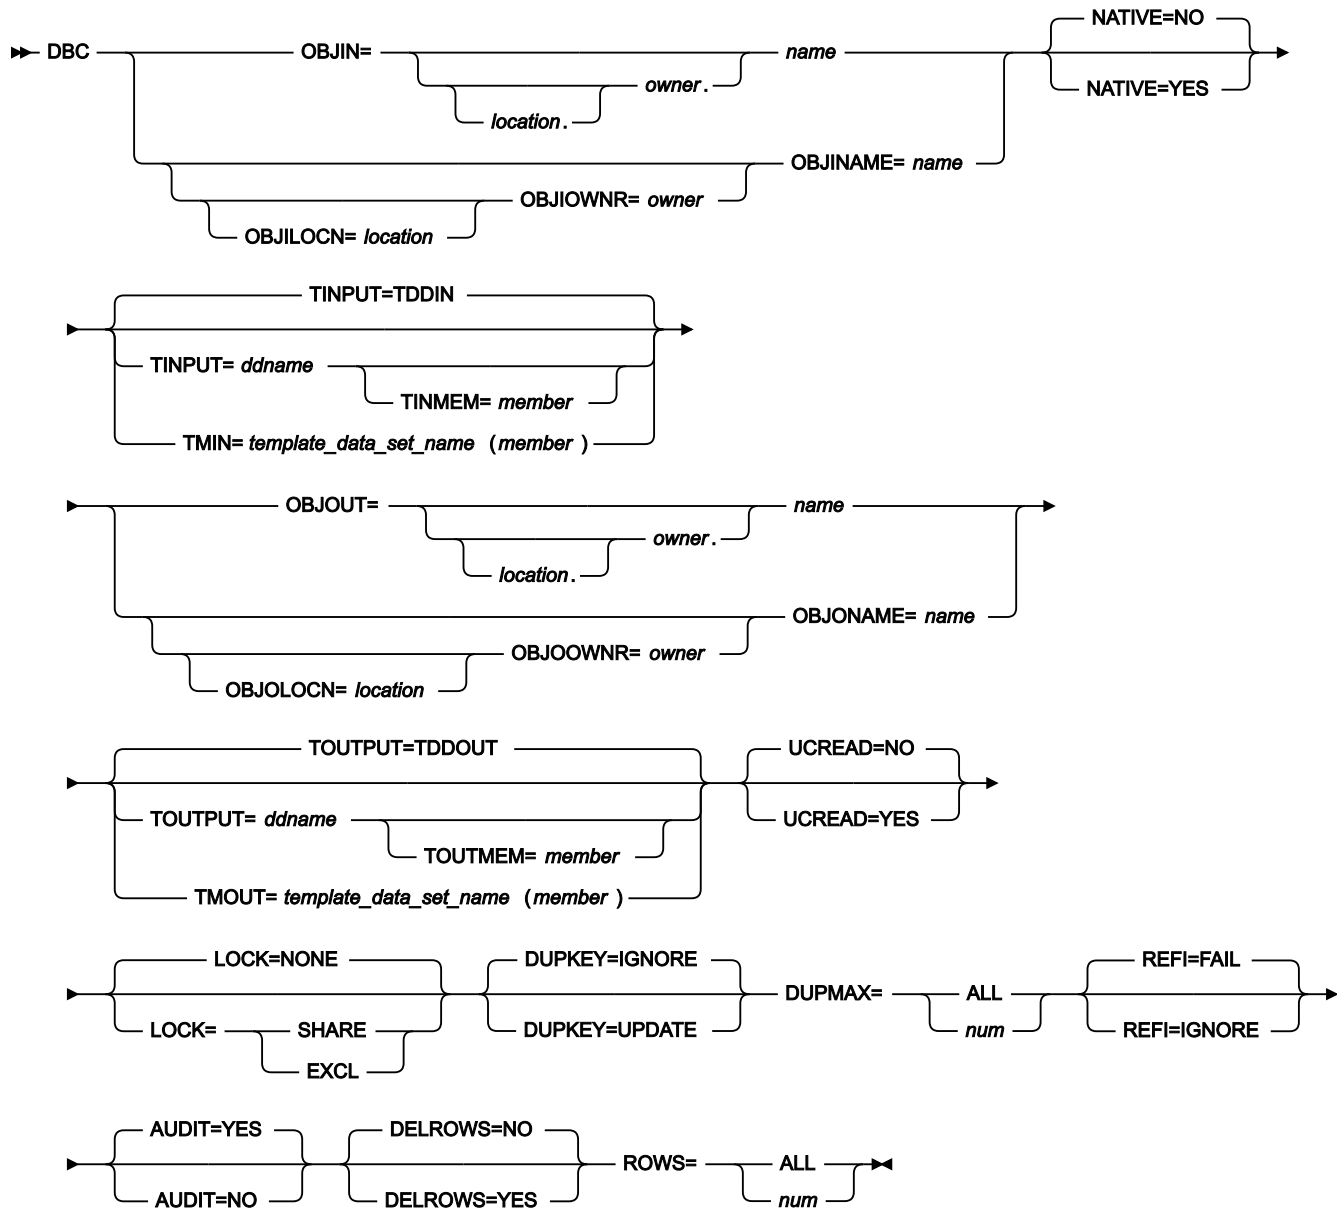 NATIVE=NO
DBC OBJIN= name
NATIVE=YES
owner.
location.
OBJINAME= name
OBJIOWNR= owner
OBJILOCN= location
TINPUT=TDDIN
TINPUT= ddname
TINMEM= member
TMIN= template_data_set_name (member )
OBJOUT= name
owner.
location.
OBJONAME= name
OBJOOWNR= owner
OBJOLOCN= location
TOUTPUT=TDDOUT UCREAD=NO
TOUTPUT= ddname UCREAD=YES
TOUTMEM= member
TMOUT= template_data_set_name (member )
LOCK=NONE DUPKEY=IGNORE REFI=FAIL
DUPMAX= ALL
LOCK= SHARE DUPKEY=UPDATE num REFI=IGNORE
EXCL
AUDIT=YES DELROWS=NO
ROWS= ALL
AUDIT=NO DELROWS=YES num